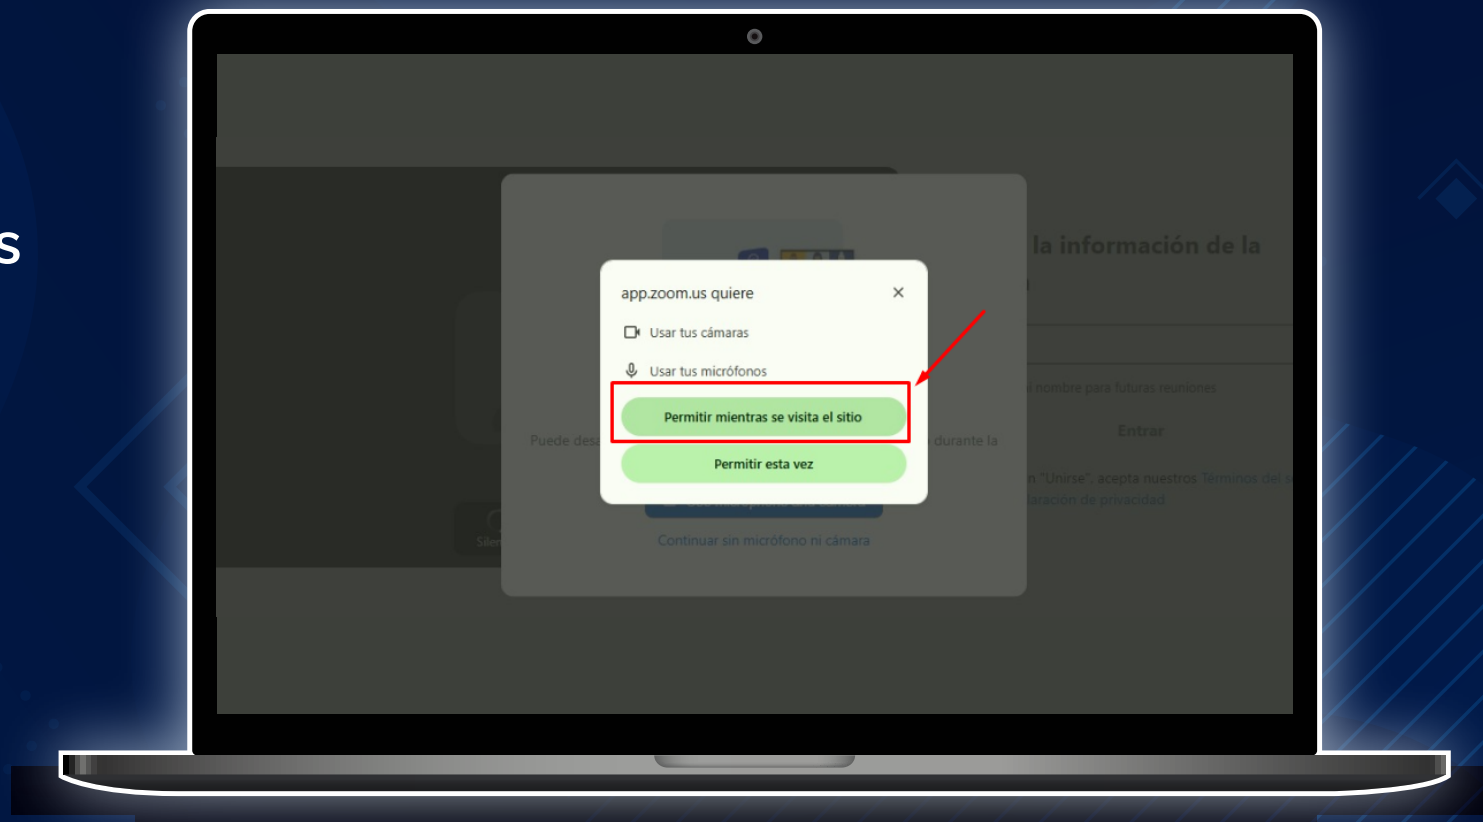 s
la información de la
app.zoom.us quiere
Usar tus cámaras
Usar tus micrófonos
Permitir mientras se visita el sitio
Permitir esta vez
nombre para futuras reuniones
Entrar
Puede
durante la
"Unirse", acepta nuestros Términos del
de privacidad
Continuar sin micrófono ni cámara